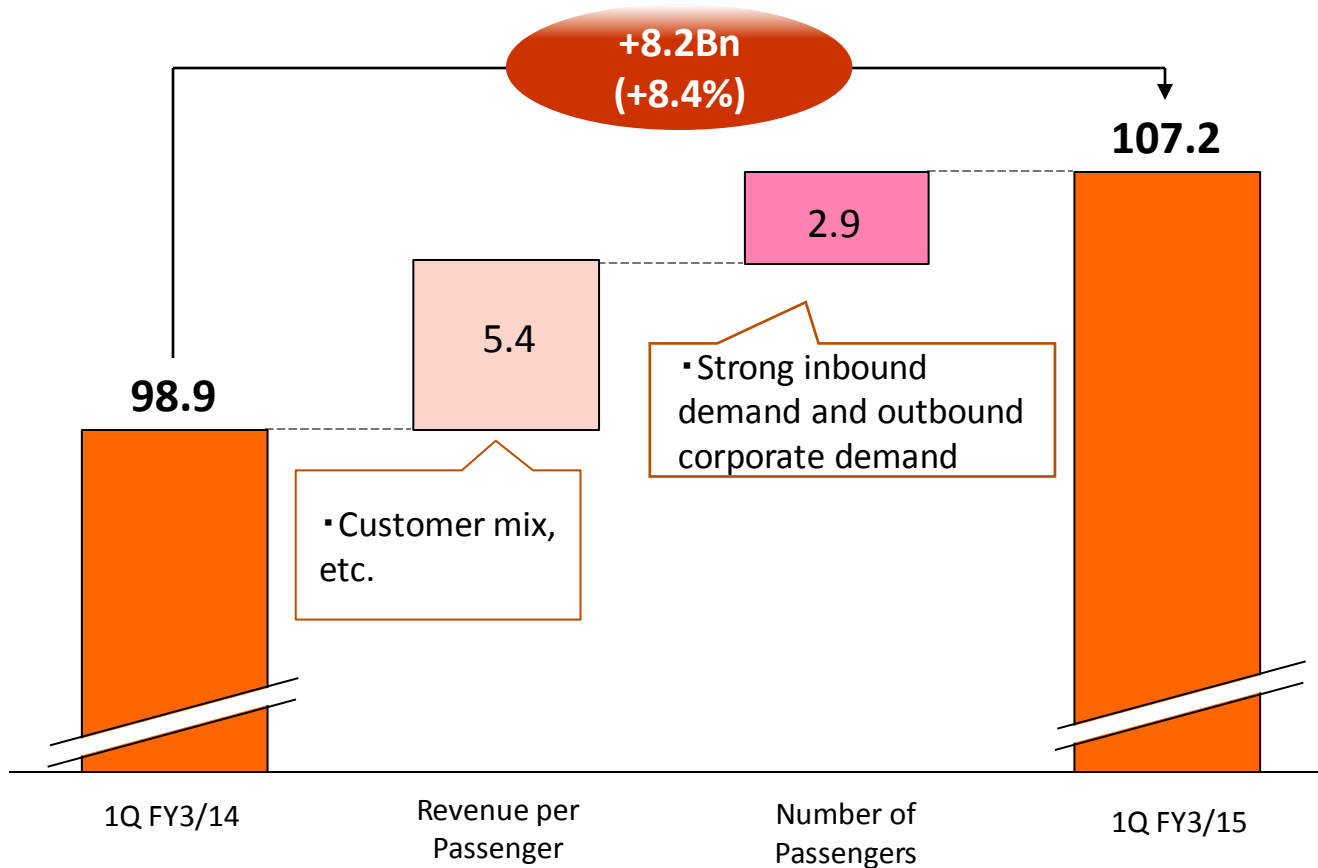 +8.2Bn
(+8.4%)
107.2
2.9
5.4
98.9
▪Strong inbound
demand and outbound
corporate demand
▪Customer mix,
etc.
1Q FY3/14
Revenue per
Passenger
Number of
Passengers
1Q FY3/15